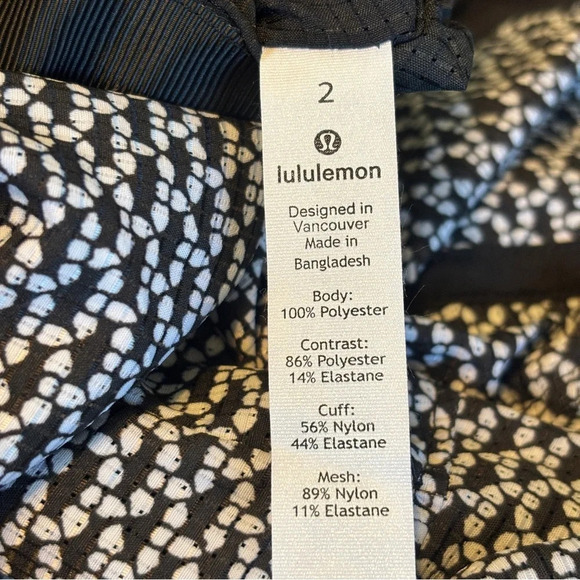 2
lululemon
Designed in
Vancouver
Made in
Bangladesh
Body:
100% Polyester
Contrast:
86% Polyester
14% Elastane
Cuff:
56% Nylon
44% Elastane
Mesh:
89% Nylon
11% Elastane